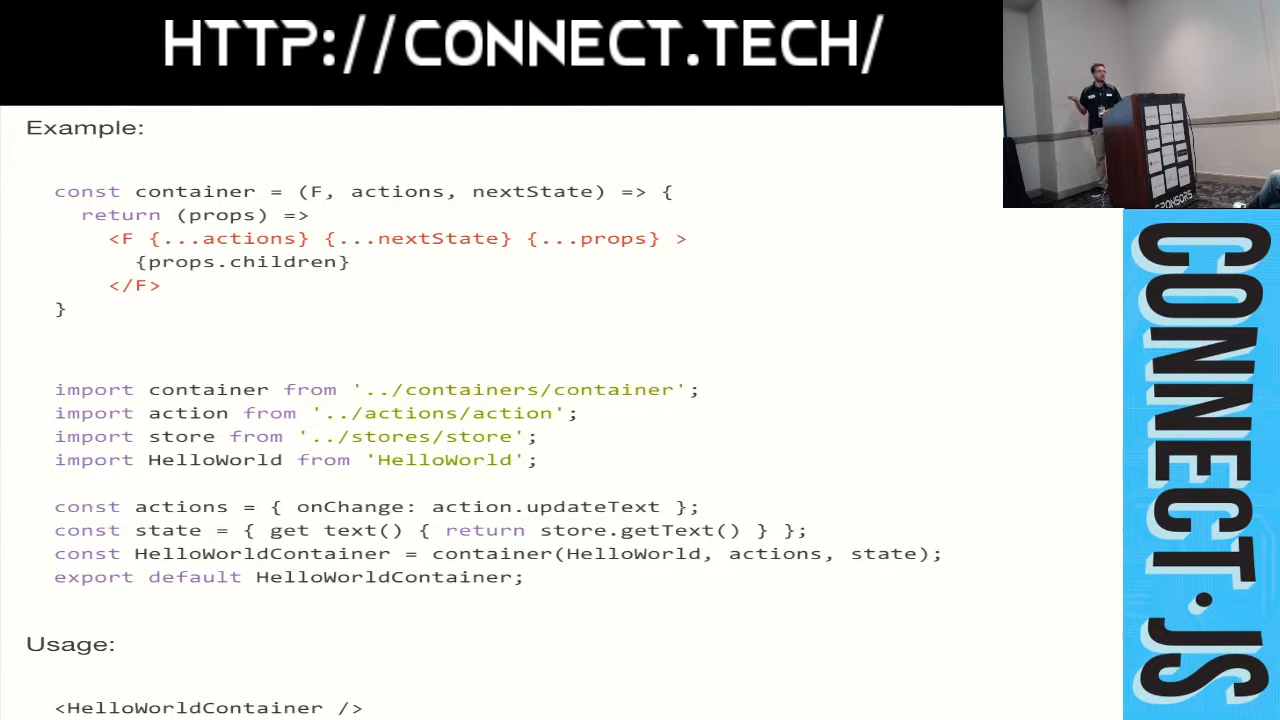 HTTP://CONNECT.TECH/
Example:
const container = (F, actions, nextState) => {
return (props) =>
<F {...actions} {...nextState} {...props} >
{props.children}
</F>
}
import container from '../containers/container';
import action from '../actions/action';
import store from '../stores/store';
import HelloWorld from 'HelloWorld';
const actions = { onChange: action.updateText };
const state = { get text() { return store.getText() } };
const HelloWorldContainer = container(HelloWorld, actions, state);
export default HelloWorldContainer;
Usage:
<HelloWorldContainer />
SPONSORS
CONNECT.JS